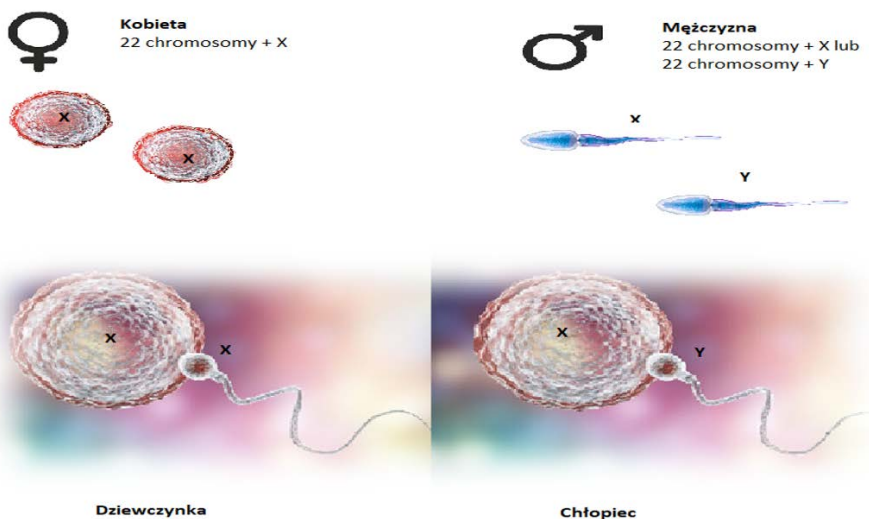 Kobieta
22 chromosomy + X
Mężczyzna
22 chromosomy + X lub
22 chromosomy + Y
X
X
X
Y
X
X
X
Y
Dziewczynka
Chłopiec